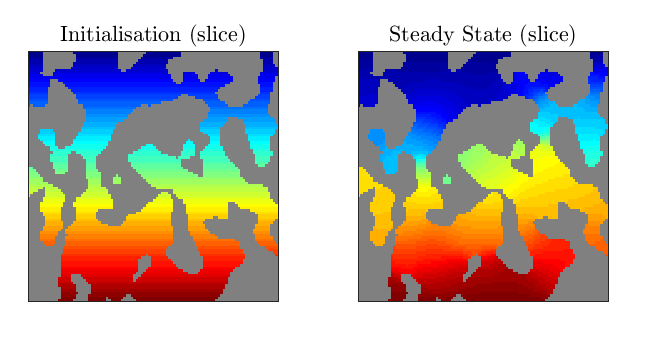 Initialisation (slice)
Steady State (slice)